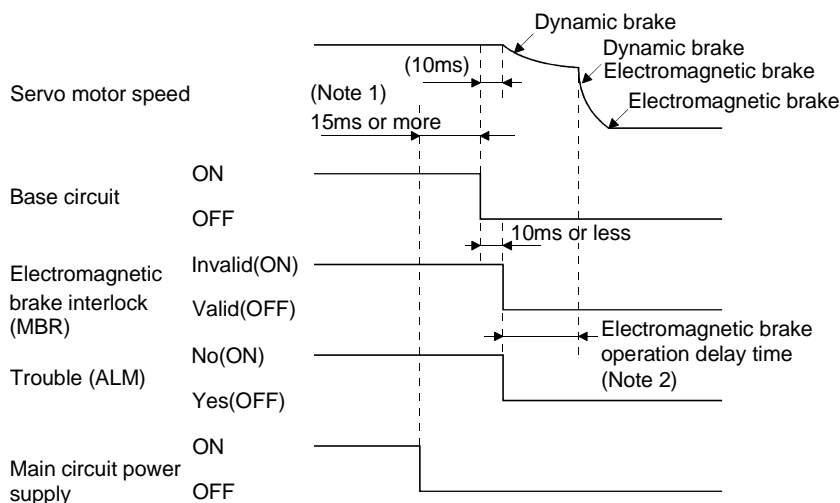 Dynamic brake
Dynamic brake
Electromagnetic brake
Electromagnetic brake
(10ms)
Servo motor speed
(Note 1)
15ms or more
Base circuit
ON
OFF
10ms or less
Electromagnetic
brake interlock
(MBR)
Invalid(ON)
Valid(OFF)
Electromagnetic brake
operation delay time
(Note 2)
Trouble (ALM)
No(ON)
Yes(OFF)
Main circuit power
supply
ON
OFF